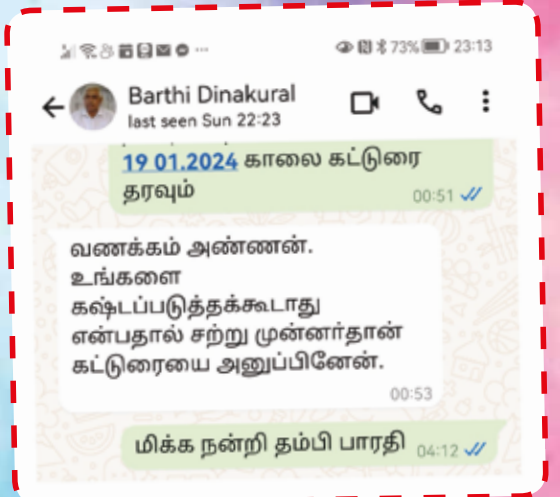 73% 23:13
Barthi Dinakural
last seen Sun 22:23
19 01.2024 காலை கட்டுரை
தரவும்
00:51
வணக்கம் அண்ணன்.
உங்களை
கஷ்டப்படுத்தக்கூடாது
என்பதால் சற்று முன்னர்தான்
கட்டுரையை அனுப்பினேன்.
00:53
மிக்க நன்றி தம்பி பாரதி 04:12